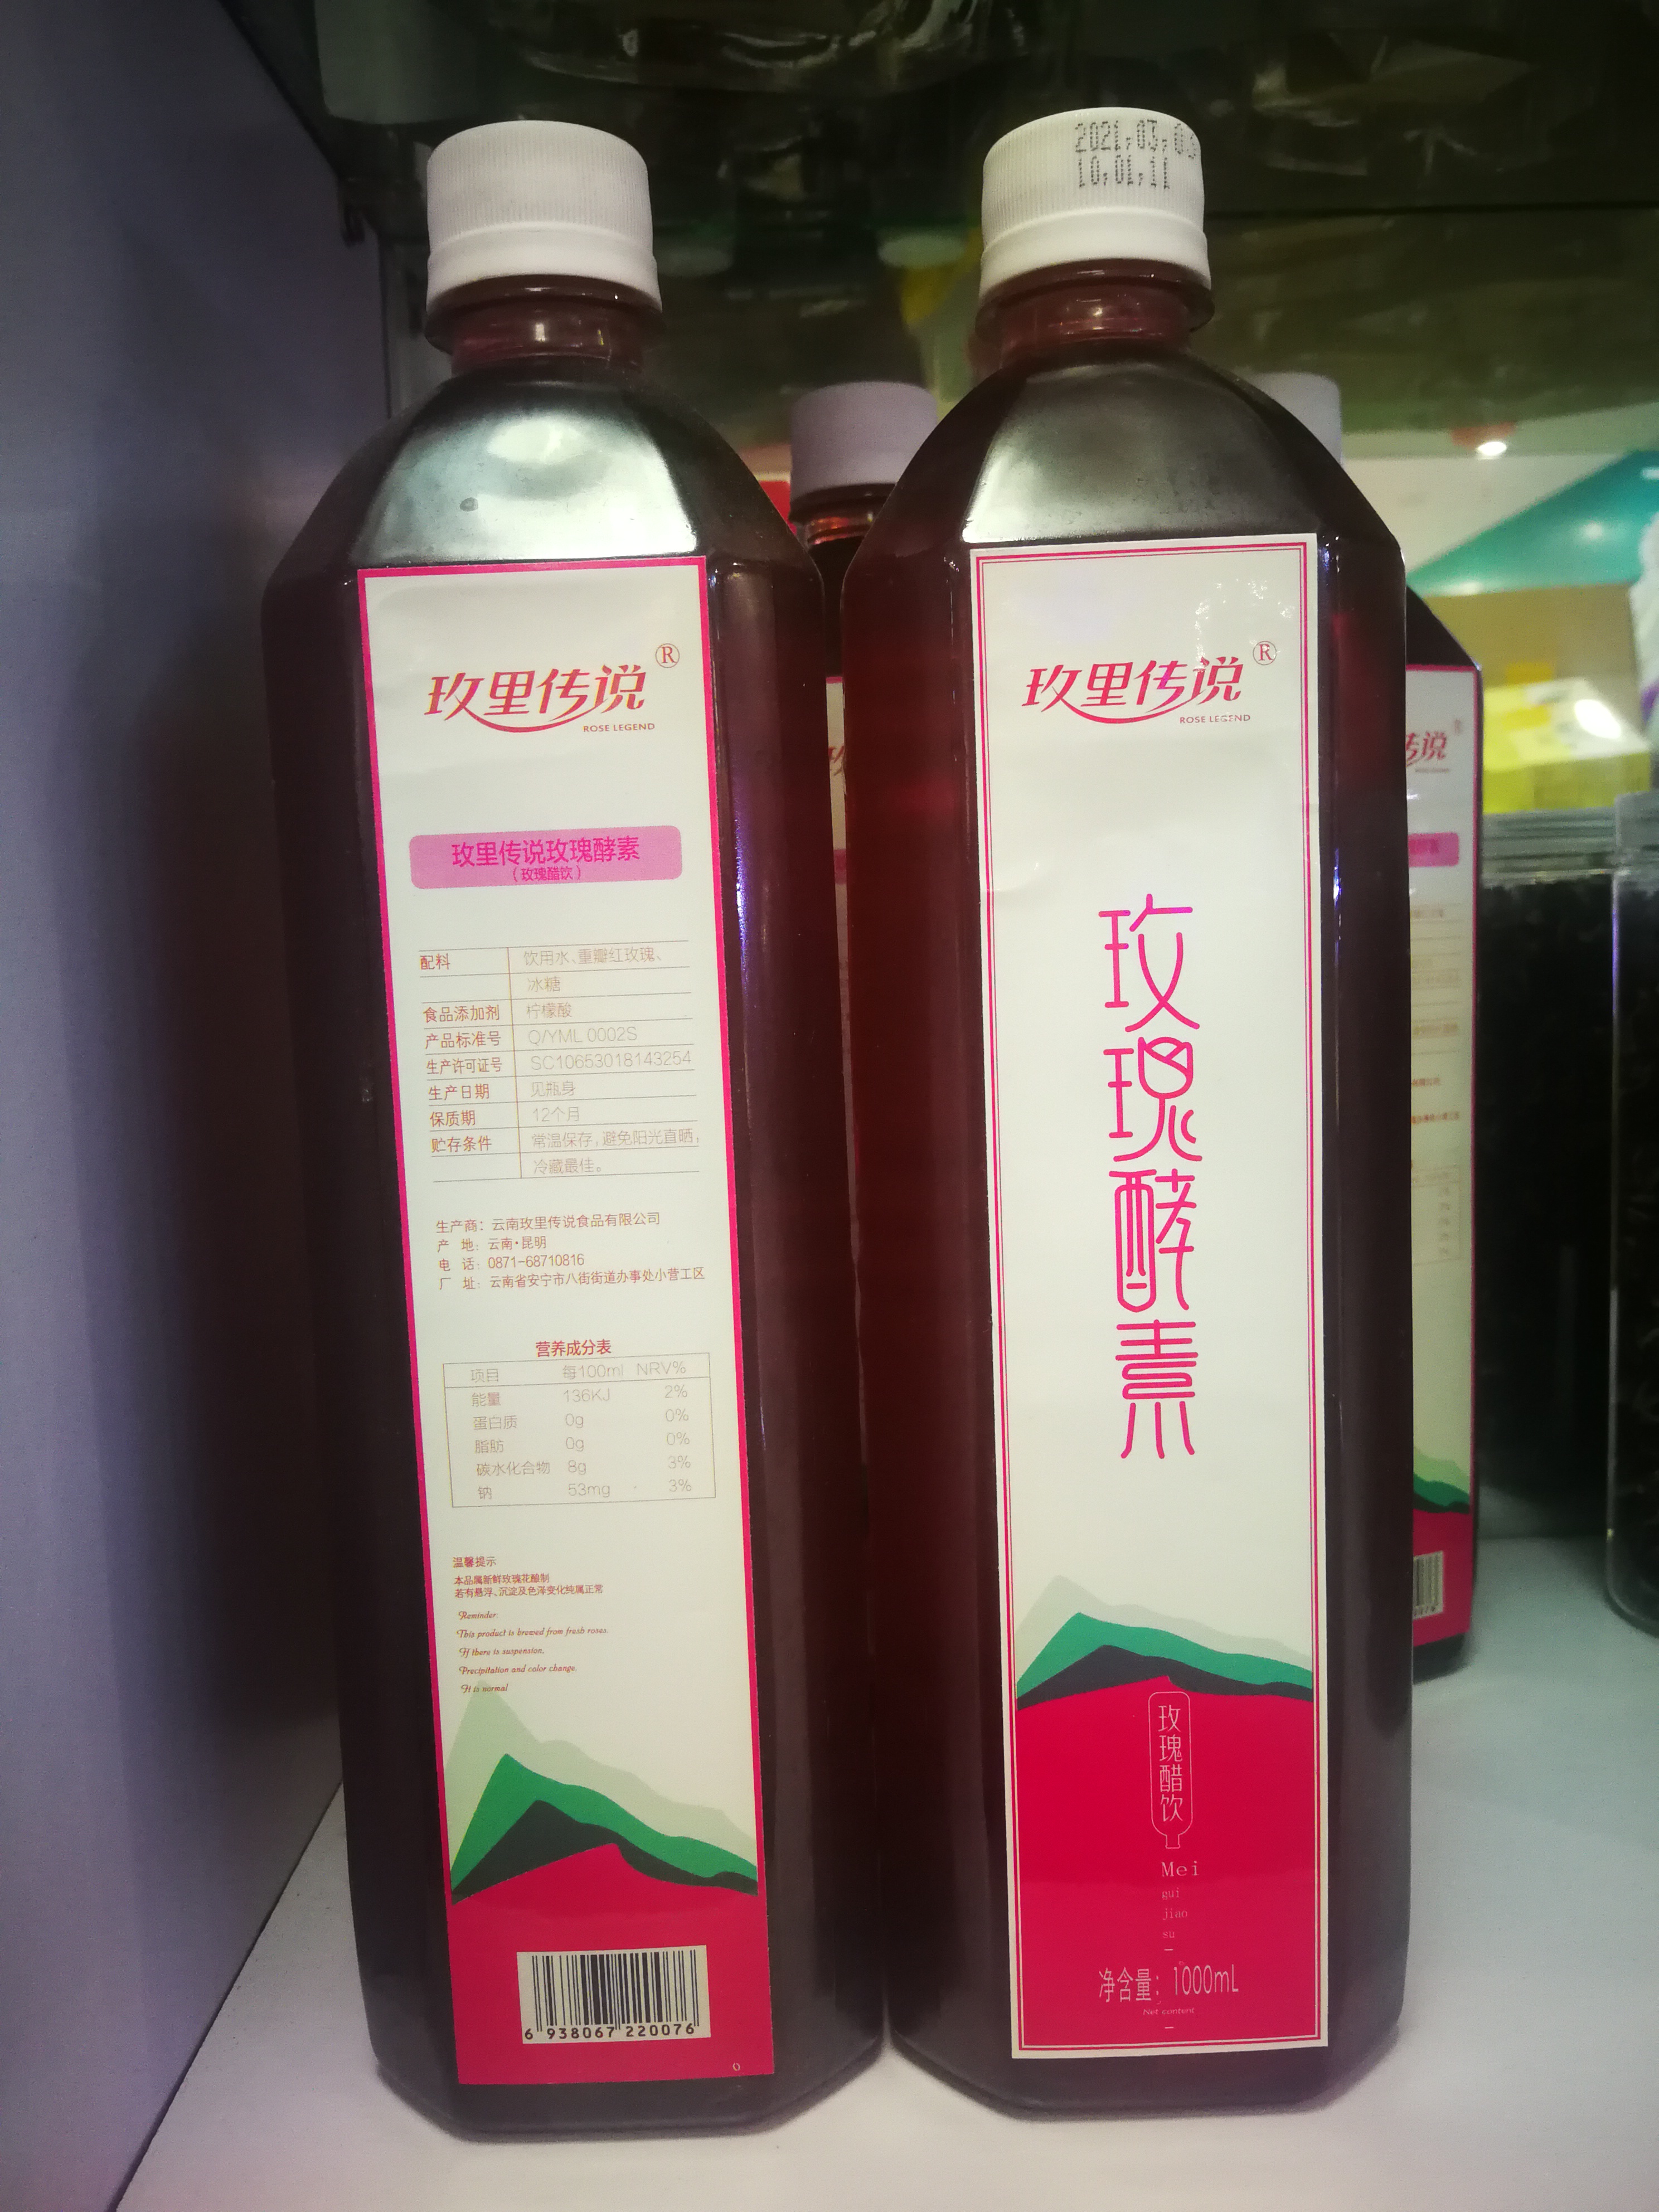 玫里传说®
ROSE LEGEND
玫里传说玫瑰酵素
(玫瑰醋饮)
配料 饮用水、重瓣红玫瑰、
冰糖
食品添加剂 柠檬酸
产品标准号 Q/YML 0002S
生产许可证号 SC10653018143254
生产日期 见瓶身
保质期 12个月
贮存条件 常温保存,避免阳光直晒,
冷藏最佳。
生产商：云南玫里传说食品有限公司
产 地：云南·昆明
电 话：0871-68710816
厂 址：云南省安宁市八街街道办事处小营工区
营养成分表
项目 每100ml NRV%
能量 136KJ 2%
蛋白质 0g 0%
脂肪 0g 0%
碳水化合物 8g 3%
钠 53mg 3%
温馨提示
本品属新鲜玫瑰花酿制
若有悬浮、沉淀及色泽变化纯属正常
Reminder:
This product is brewed from fresh roses.
If there is suspension,
Precipitation and color change.
It is normal
6 938067 220076
2021,03,03
10,01,11
玫里传说®
ROSE LEGEND
玫瑰酵素
玫瑰醋饮
Mei
gui
jiao
su
净含量：1000mL
Net content
传说